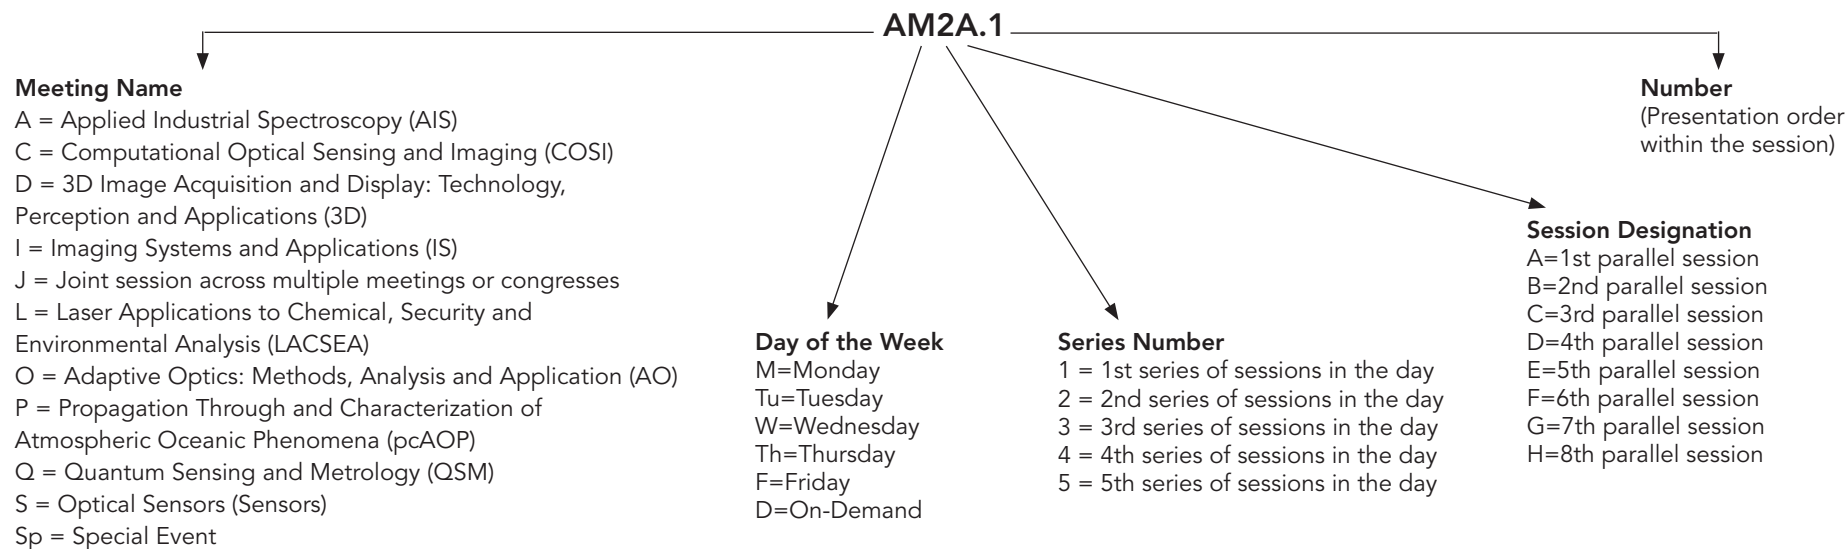 AM2A.1
Meeting Name
A = Applied Industrial Spectroscopy (AIS)
C = Computational Optical Sensing and Imaging (COSI)
D = 3D Image Acquisition and Display: Technology,
Perception and Applications (3D)
I = Imaging Systems and Applications (IS)
J = Joint session across multiple meetings or congresses
L = Laser Applications to Chemical, Security and
Environmental Analysis (LACSEA)
O = Adaptive Optics: Methods, Analysis and Application (AO)
P = Propagation Through and Characterization of
Atmospheric Oceanic Phenomena (pcAOP)
Q = Quantum Sensing and Metrology (QSM)
S = Optical Sensors (Sensors)
Sp = Special Event
Day of the Week
M=Monday
Tu=Tuesday
W=Wednesday
Th=Thursday
F=Friday
D=On-Demand
Series Number
1 = 1st series of sessions in the day
2 = 2nd series of sessions in the day
3 = 3rd series of sessions in the day
4 = 4th series of sessions in the day
5 = 5th series of sessions in the day
Session Designation
A=1st parallel session
B=2nd parallel session
C=3rd parallel session
D=4th parallel session
E=5th parallel session
F=6th parallel session
G=7th parallel session
H=8th parallel session
Number
(Presentation order
within the session)